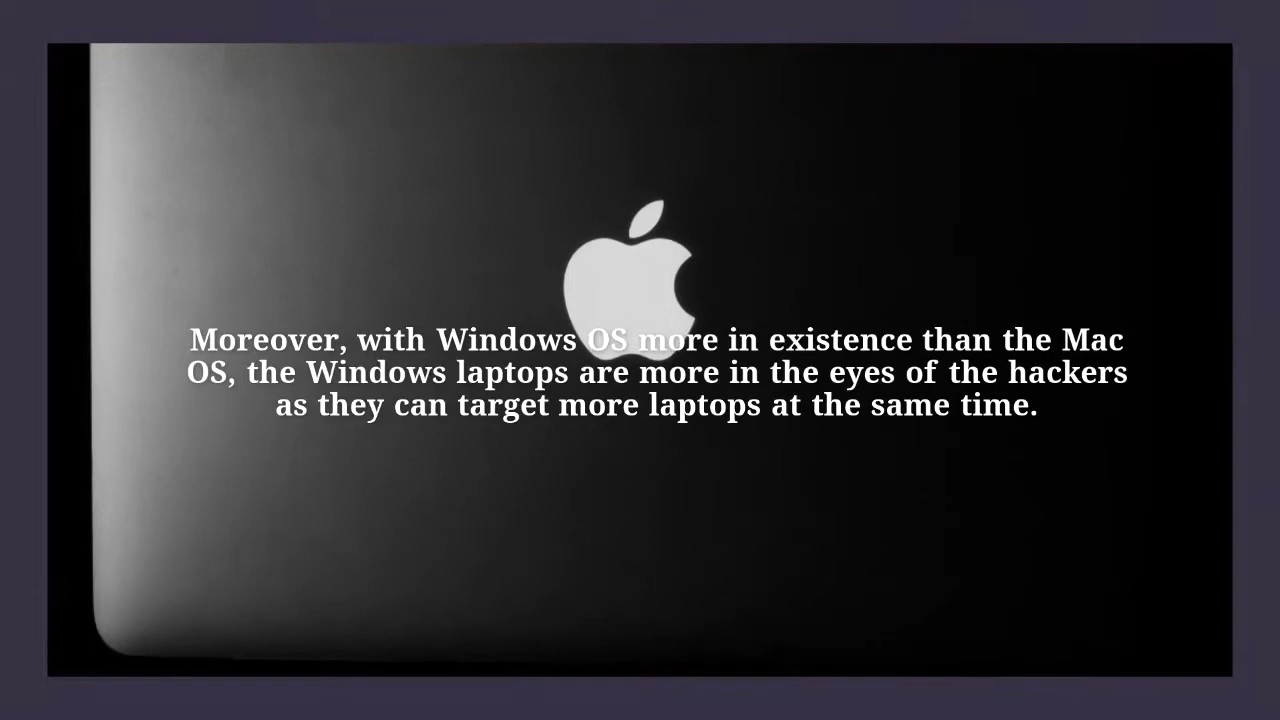 Moreover, with Windows OS more in existence than the Mac
OS, the Windows laptops are more in the eyes of the hackers
as they can target more laptops at the same time.